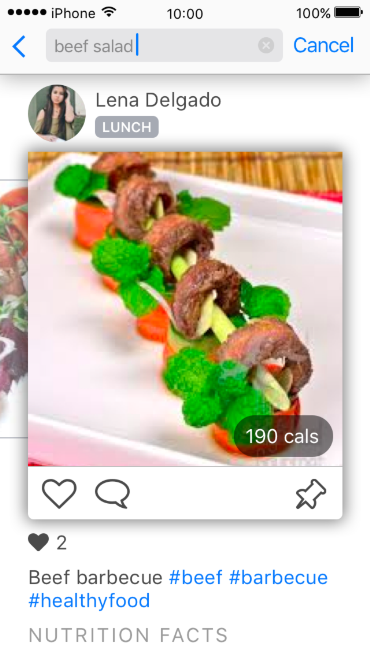 iPhone 10:00 100%
beef salad Cancel
Lena Delgado
LUNCH
190 cals
2
Beef barbecue #beef #barbecue
#healthyfood
NUTRITION FACTS